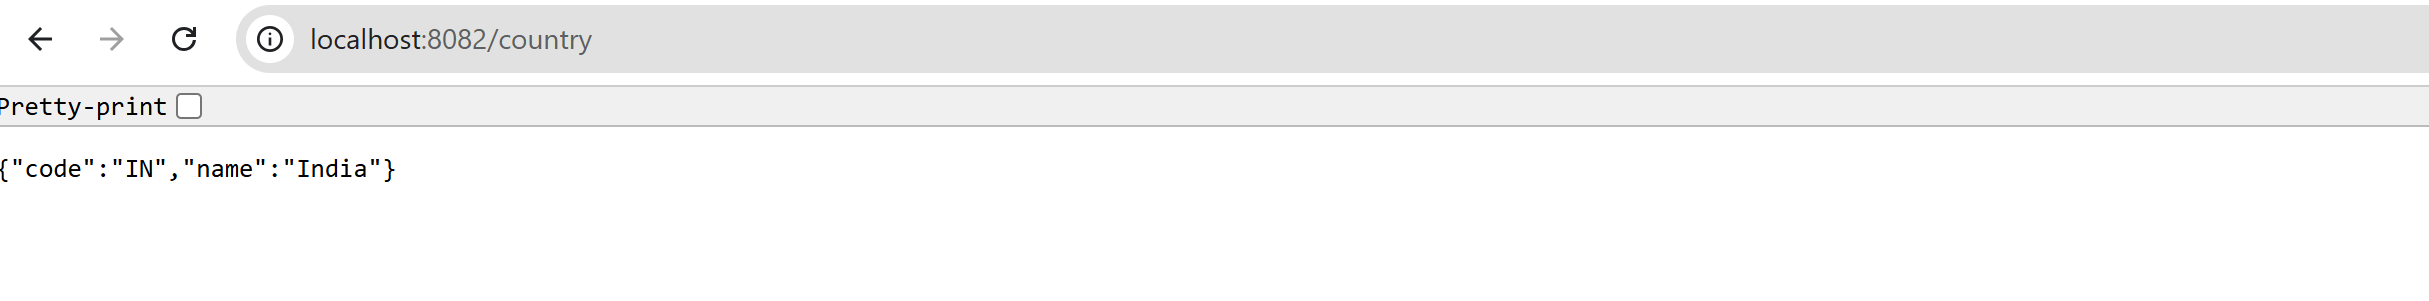 localhost:8082/country
Pretty-print
{"code":"IN","name":"India"}